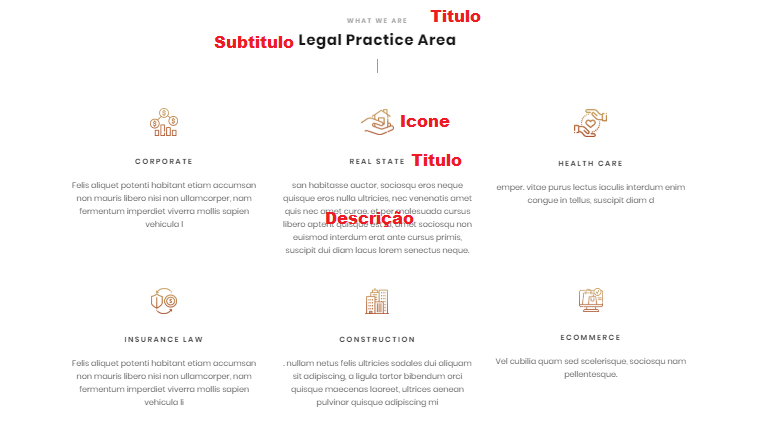 WHAT WE ARE Titulo
Subtitulo Legal Practice Area
Icone
CORPORATE
Felis aliquet potenti habitant etiam accumsan
non mauris libero nisi non ullamcorper, nam
fermentum imperdiet viverra mollis sapien
vehicula l
REAL STATE Titulo
san habitasse auctor, sociosqu eros neque
quisque eros nulla ultricies, nec venenatis amet
quis nec amet curae, et per malesuada cursus
Descrição
libero aptent quisque est a, amet sociosqu non
euismod interdum erat ante cursus primis,
suscipit dui diam lacus lorem senectus neque.
HEALTH CARE
emper. vitae purus lectus iaculis interdum enim
congue in tellus, suscipit diam d
INSURANCE LAW
Felis aliquet potenti habitant etiam accumsan
non mauris libero nisi non ullamcorper, nam
fermentum imperdiet viverra mollis sapien
vehicula li
CONSTRUCTION
. nullam netus felis ultricies sodales dui aliquam
sit adipiscing, a ligula tortor bibendum orci
quisque maecenas laoreet, ultrices aenean
pulvinar quisque adipiscing mi
ECOMMERCE
Vel cubilia quam sed scelerisque, sociosqu nam
pellentesque.